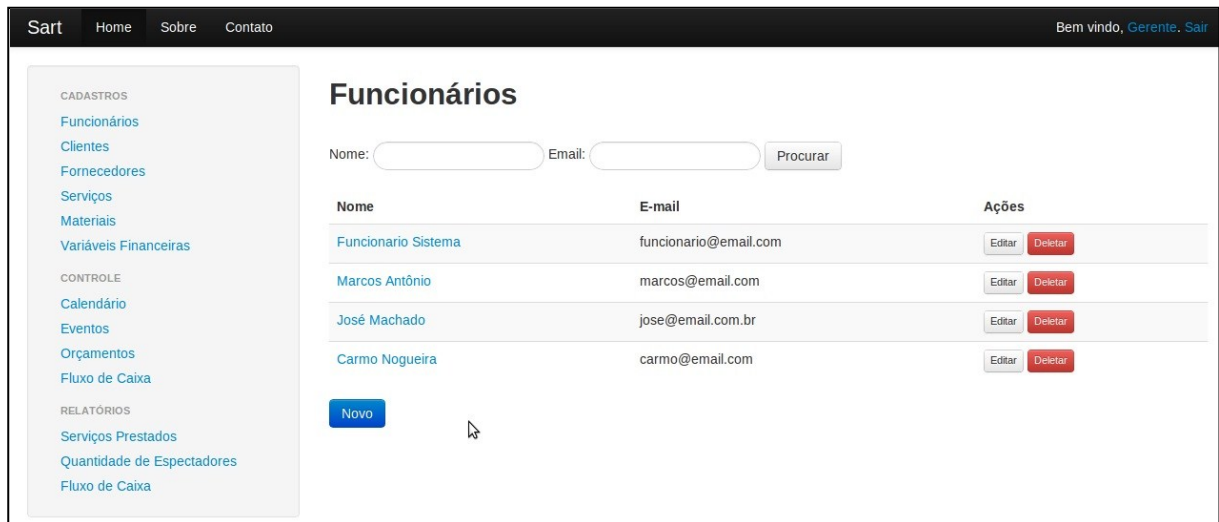 Sart Home Sobre Contato Bem vindo, Gerente. Sair
CADASTROS
Funcionários
Clientes
Fornecedores
Serviços
Materiais
Variáveis Financeiras
CONTROLE
Calendário
Eventos
Orçamentos
Fluxo de Caixa
RELATÓRIOS
Serviços Prestados
Quantidade de Espectadores
Fluxo de Caixa
Funcionários
Nome: Email: Procurar
Nome E-mail Ações
Funcionario Sistema funcionario@email.com Editar Deletar
Marcos Antônio marcos@email.com Editar Deletar
José Machado jose@email.com.br Editar Deletar
Carmo Nogueira carmo@email.com Editar Deletar
Novo